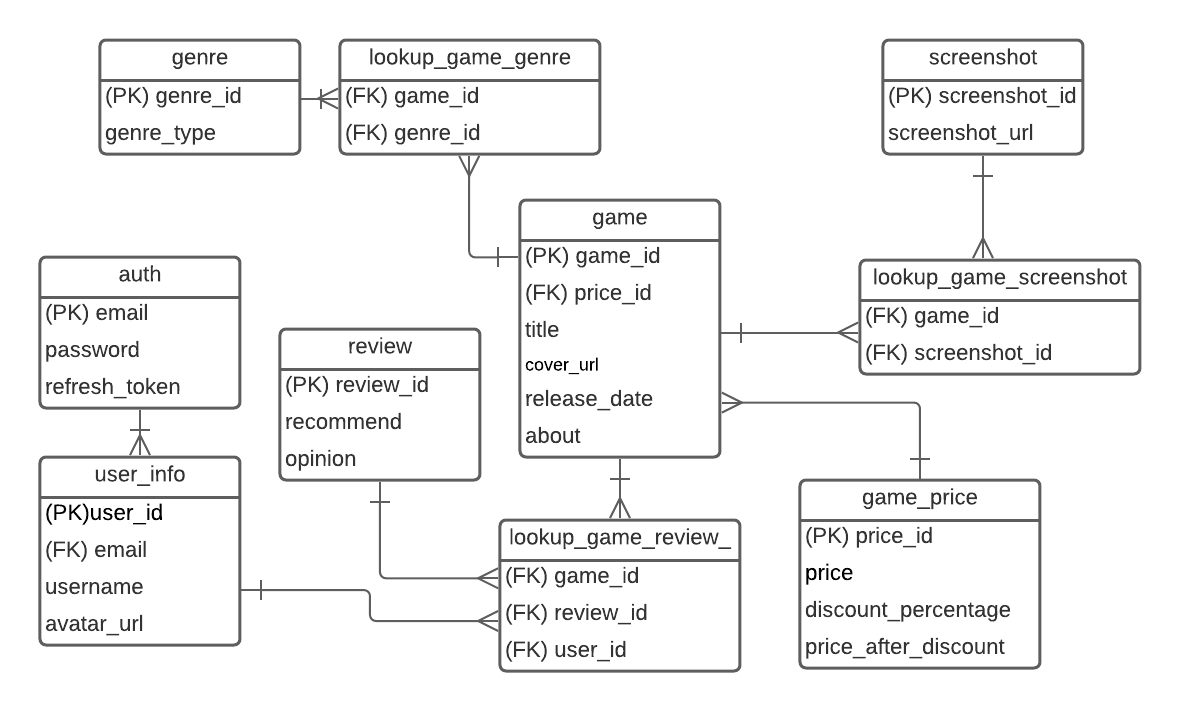 genre
(PK) genre_id
genre_type
lookup_game_genre
(FK) game_id
(FK) genre_id
screenshot
(PK) screenshot_id
screenshot_url
game
(PK) game_id
(FK) price_id
title
cover_url
release_date
about
auth
(PK) email
password
refresh_token
lookup_game_screenshot
(FK) game_id
(FK) screenshot_id
review
(PK) review_id
recommend
opinion
user_info
(PK)user_id
(FK) email
username
avatar_url
lookup_game_review_
(FK) game_id
(FK) review_id
(FK) user_id
game_price
(PK) price_id
price
discount_percentage
price_after_discount